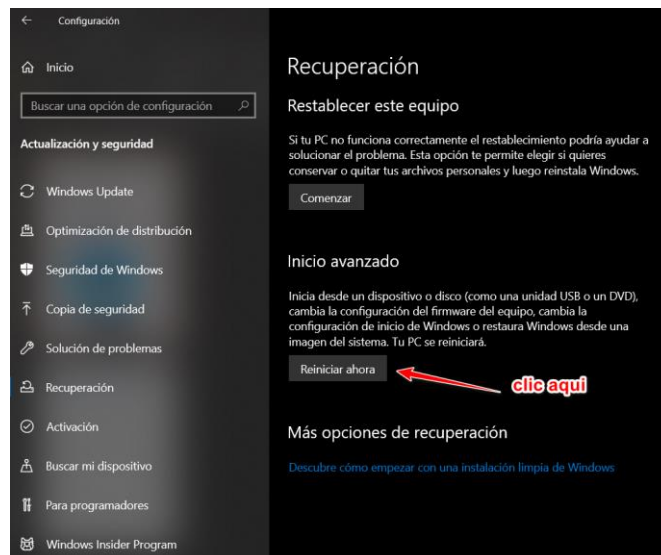 Configuración
Inicio
Buscar una opción de configuración
Actualización y seguridad
Windows Update
Optimización de distribución
Seguridad de Windows
Copia de seguridad
Solución de problemas
Recuperación
Activación
Buscar mi dispositivo
Para programadores
Windows Insider Program
Recuperación
Restablecer este equipo
Si tu PC no funciona correctamente el restablecimiento podría ayudar a
solucionar el problema. Esta opción te permite elegir si quieres
conservar o quitar tus archivos personales y luego reinstala Windows.
Comenzar
Inicio avanzado
Inicia desde un dispositivo o disco (como una unidad USB o un DVD),
cambia la configuración del firmware del equipo, cambia la
configuración de inicio de Windows o restaura Windows desde una
imagen del sistema. Tu PC se reiniciará.
Reiniciar ahora
clic aqui
Más opciones de recuperación
Descubre cómo empezar con una instalación limpia de Windows